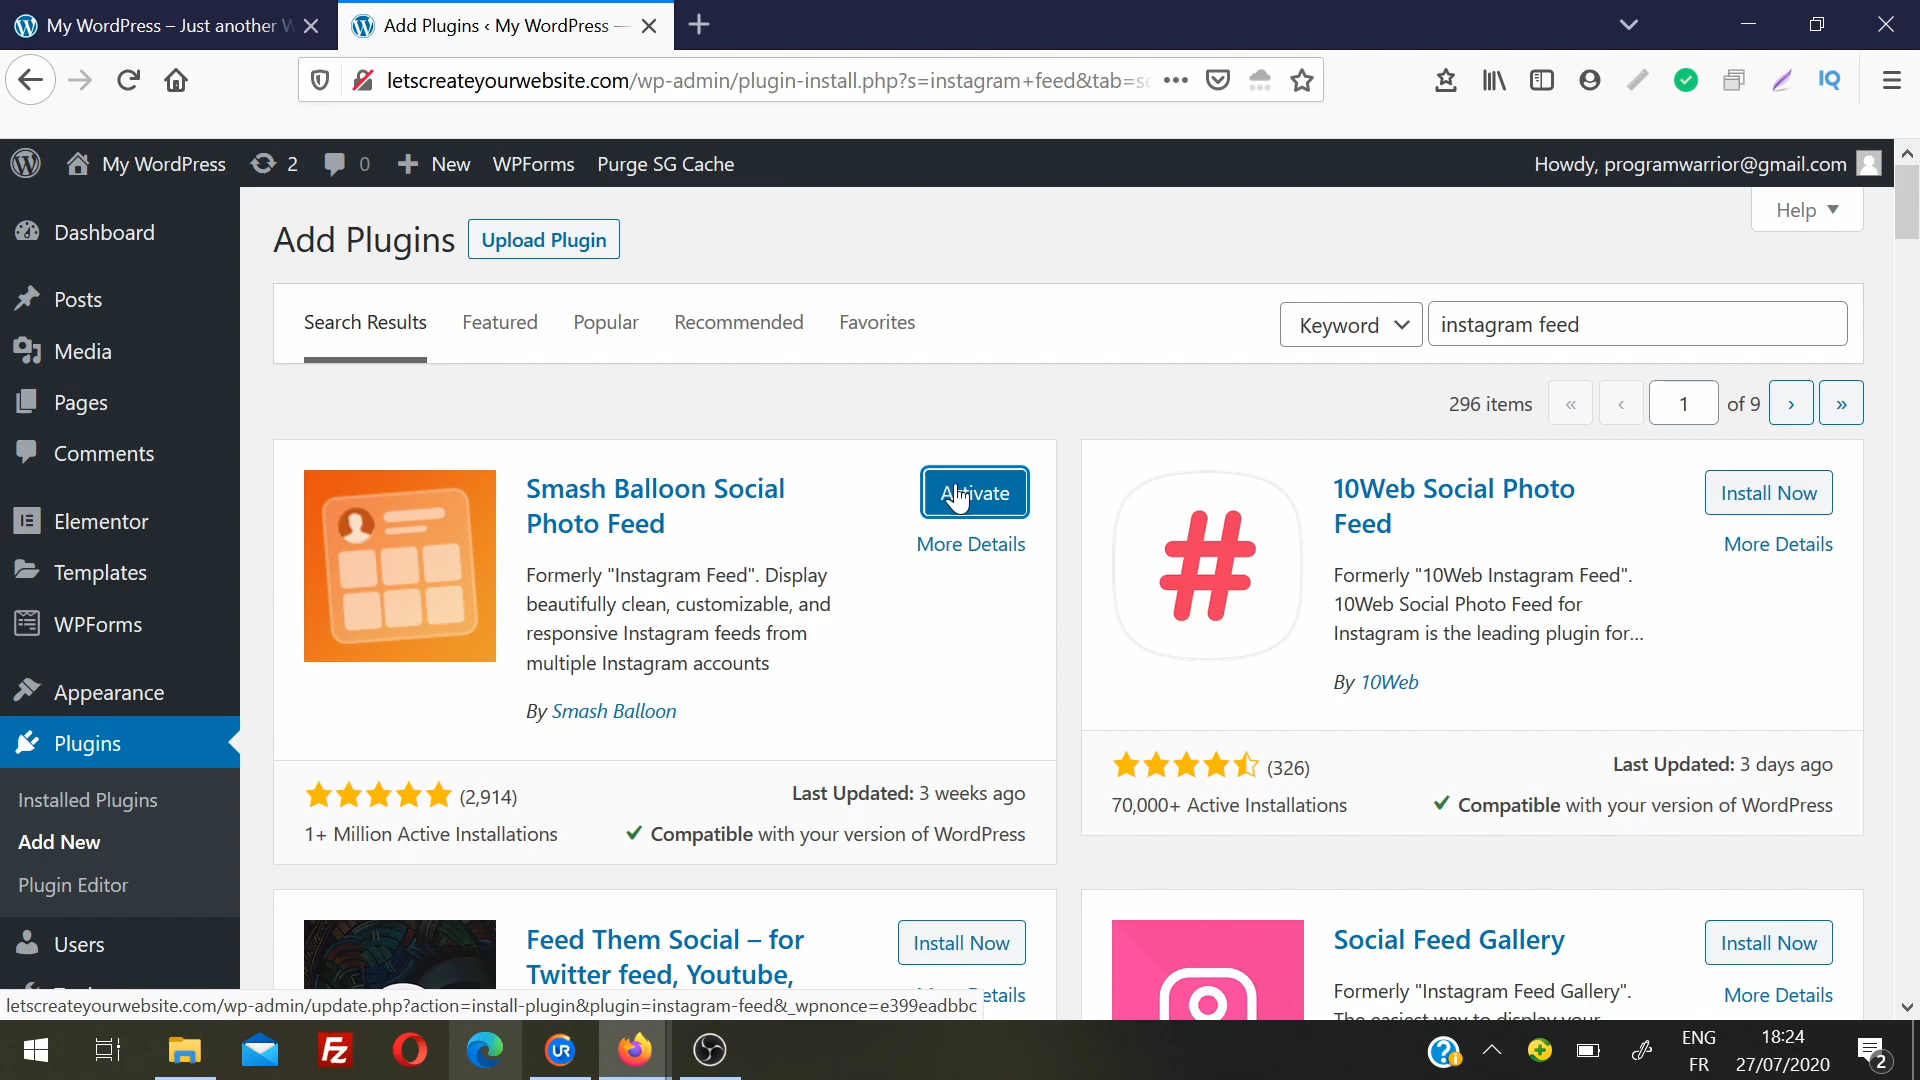 My WordPress – Just another W
Add Plugins ‹ My WordPress —
letscreateyourwebsite.com/wp-admin/plugin-install.php?s=instagram+feed&tab=se
My WordPress
2
0
New
WPForms
Purge SG Cache
Howdy, programwarrior@gmail.com
Dashboard
Posts
Media
Pages
Comments
Elementor
Templates
WPForms
Appearance
Plugins
Installed Plugins
Add New
Plugin Editor
Users
Add Plugins
Upload Plugin
Help
Search Results
Featured
Popular
Recommended
Favorites
Keyword
instagram feed
296 items
«
‹
1
of 9
›
»
Smash Balloon Social
Photo Feed
Activate
More Details
Formerly "Instagram Feed". Display
beautifully clean, customizable, and
responsive Instagram feeds from
multiple Instagram accounts
By Smash Balloon
(2,914)
Last Updated: 3 weeks ago
1+ Million Active Installations
Compatible with your version of WordPress
10Web Social Photo
Feed
Install Now
More Details
Formerly "10Web Instagram Feed".
10Web Social Photo Feed for
Instagram is the leading plugin for...
By 10Web
(326)
Last Updated: 3 days ago
70,000+ Active Installations
Compatible with your version of WordPress
Feed Them Social – for
Twitter feed, Youtube,
Install Now
etails
Social Feed Gallery
Install Now
More Details
Formerly "Instagram Feed Gallery".
letscreateyourwebsite.com/wp-admin/update.php?action=install-plugin&plugin=instagram-feed&_wpnonce=e399eadbbc
IQ
Fz
UR
ENG
FR
18:24
27/07/2020
2